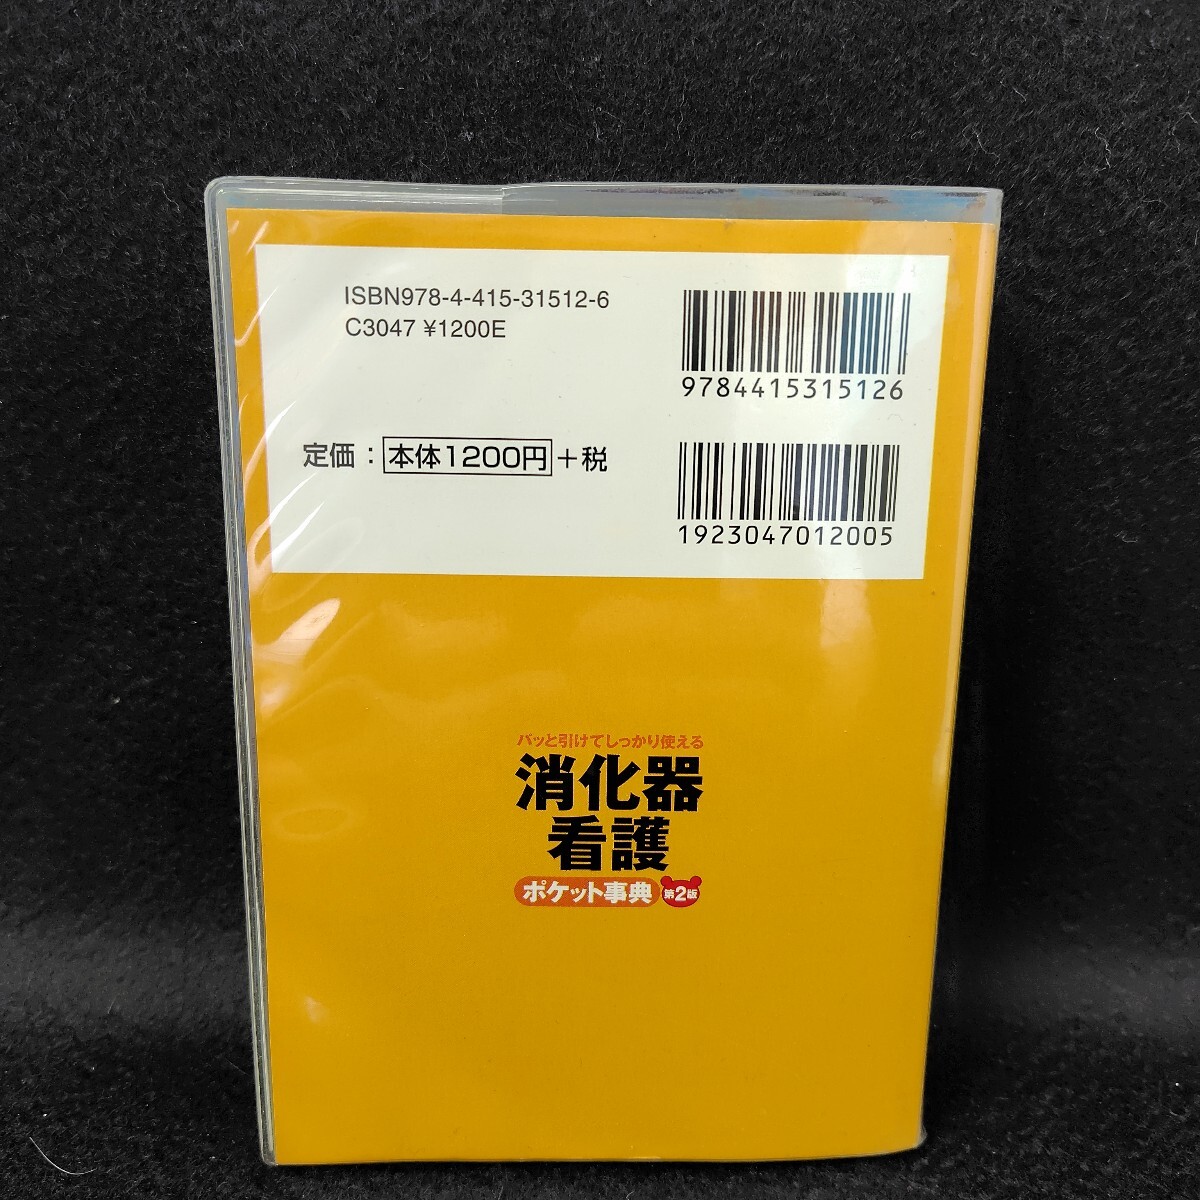 ISBN978-4-415-31512-6
C3047 ¥1200E
9784415315126
定価：本体1200円＋税
1923047012005
パッと引けてしっかり使える
消化器
看護
ポケット事典 第2版